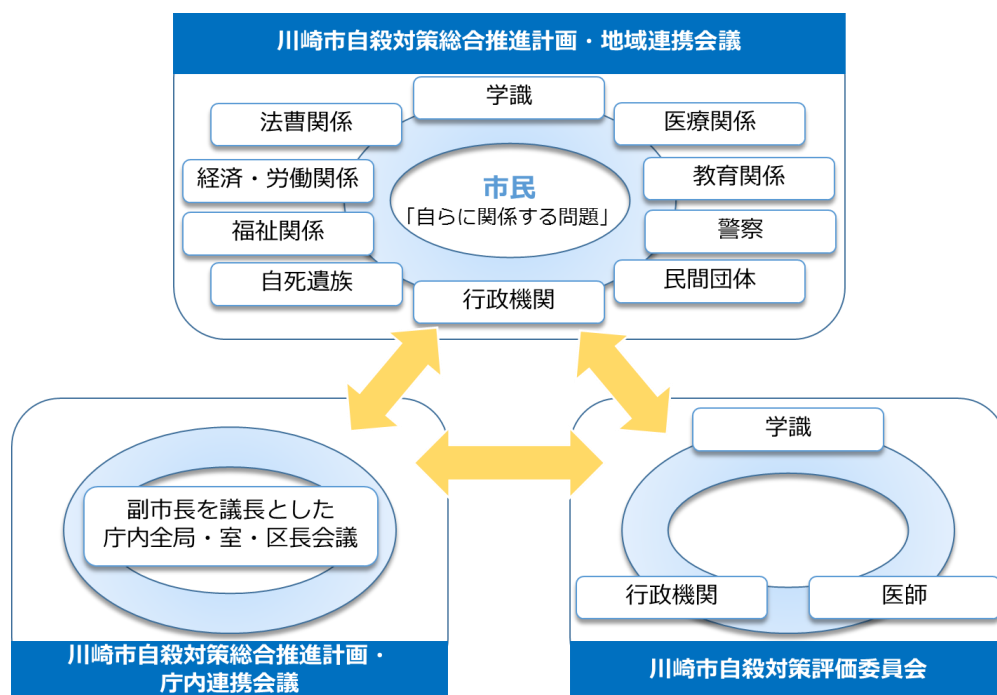 川崎市自殺対策総合推進計画・地域連携会議
学識
法曹関係
医療関係
経済・労働関係
教育関係
市民
「自らに関係する問題」
福祉関係
警察
自死遺族
民間団体
行政機関
副市長を議長とした
庁内全局・室・区長会議
川崎市自殺対策総合推進計画・
庁内連携会議
学識
行政機関
医師
川崎市自殺対策評価委員会